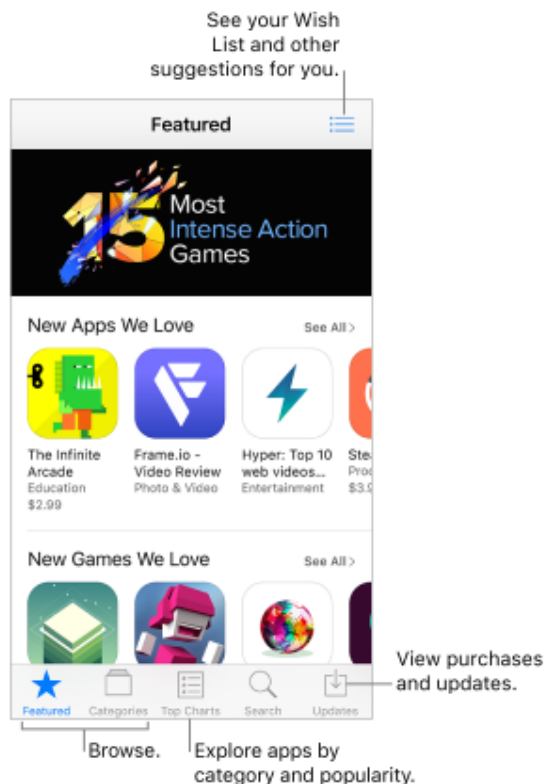 See your Wish
List and other
suggestions for you.
Featured
15
Most
Intense Action
Games
New Apps We Love
See All >
The Infinite
Arcade
Education
$2.99
Frame.io –
Video Review
Photo & Video
Hyper: Top 10
web videos...
Entertainment
New Games We Love
See All >
Featured
Categories
Top Charts
Search
Updates
View purchases
and updates.
Browse.
Explore apps by
category and popularity.